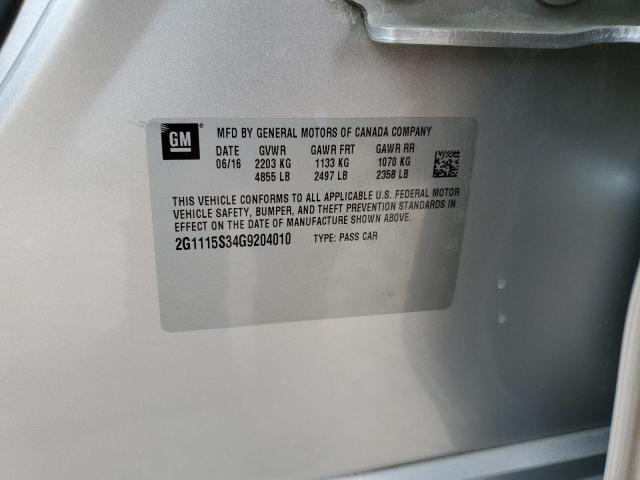 GM
MFD BY GENERAL MOTORS OF CANADA COMPANY
DATE GVWR GAWR FRT GAWR RR
06/16 2203 KG 1133 KG 1070 KG
4855 LB 2497 LB 2358 LB
THIS VEHICLE CONFORMS TO ALL APPLICABLE U.S. FEDERAL MOTOR
VEHICLE SAFETY, BUMPER, AND THEFT PREVENTION STANDARDS IN
EFFECT ON THE DATE OF MANUFACTURE SHOWN ABOVE.
2G1115S34G9204010 TYPE: PASS CAR